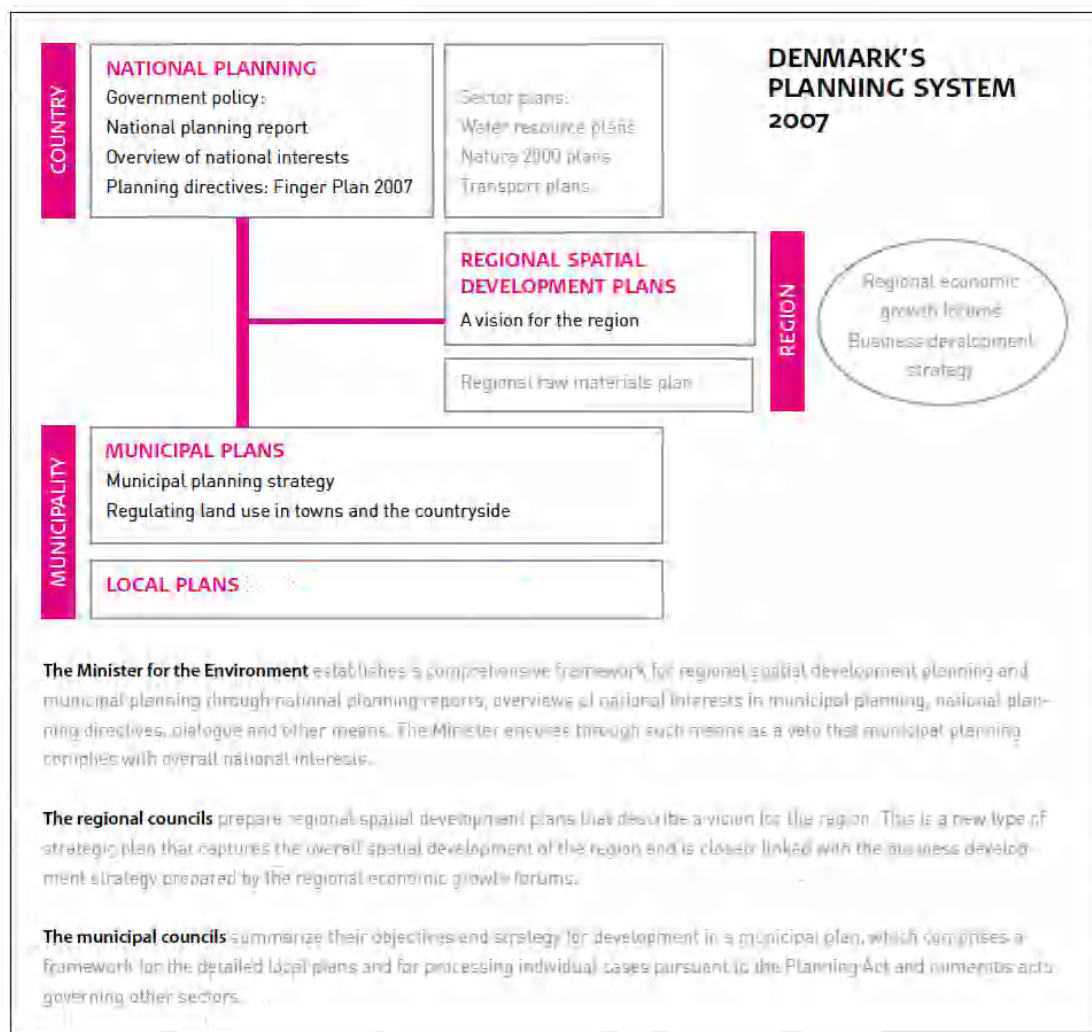 DENMARK'S
PLANNING SYSTEM
2007
COUNTRY
NATIONAL PLANNING
Government policy:
National planning report
Overview of national interests
Planning directives: Finger Plan 2007
Sector plans:
Water resource plans
Natura 2000 plans
Transport plans
REGIONAL SPATIAL
DEVELOPMENT PLANS
A vision for the region
Regional raw materials plan
REGION
Regional economic
growth forums
Business development
strategy
MUNICIPALITY
MUNICIPAL PLANS
Municipal planning strategy
Regulating land use in towns and the countryside
LOCAL PLANS
The Minister for the Environment establishes a comprehensive framework for regional spatial development planning and
municipal planning through national planning reports, overviews of national interests in municipal planning, national plan-
ning directives, dialogue and other means. The Minister ensures through such means as a veto that municipal planning
complies with overall national interests.
The regional councils prepare regional spatial development plans that describe a vision for the region. This is a new type of
strategic plan that captures the overall spatial development of the region and is closely linked with the business develop-
ment strategy prepared by the regional economic growth forums.
The municipal councils summarize their objectives and strategy for development in a municipal plan, which comprises a
framework for the detailed local plans and for processing individual cases pursuant to the Planning Act and numerous acts
governing other sectors.